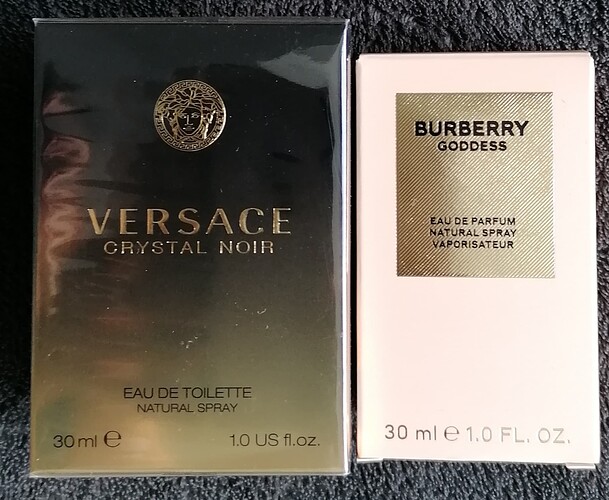 VERSACE
CRYSTAL NOIR
EAU DE TOILETTE
NATURAL SPRAY
30 ml ℮ 1.0 US fl.oz.
BURBERRY
GODDESS
EAU DE PARFUM
NATURAL SPRAY
VAPORISATEUR
30 ml ℮ 1.0 FL. OZ.